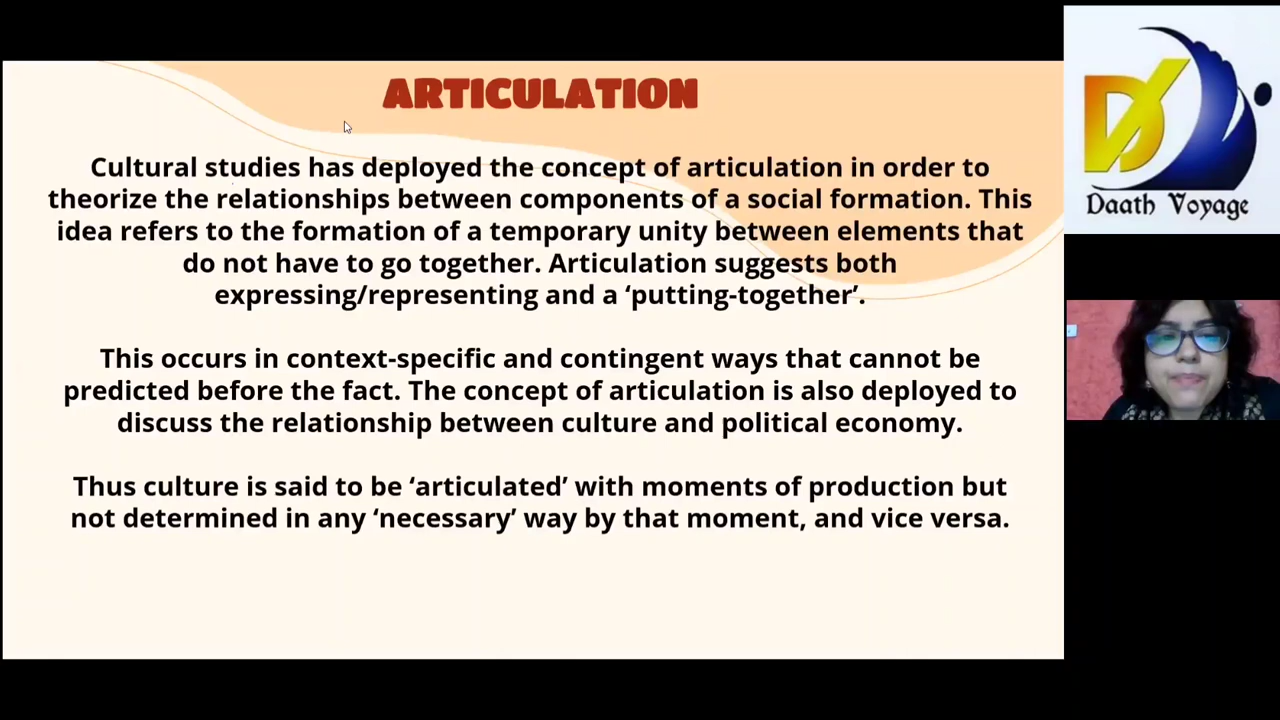 ARTICULATION
Cultural studies has deployed the concept of articulation in order to
theorize the relationships between components of a social formation. This
idea refers to the formation of a temporary unity between elements that
do not have to go together. Articulation suggests both
expressing/representing and a ‘putting-together’.
This occurs in context-specific and contingent ways that cannot be
predicted before the fact. The concept of articulation is also deployed to
discuss the relationship between culture and political economy.
Thus culture is said to be ‘articulated’ with moments of production but
not determined in any ‘necessary’ way by that moment, and vice versa.
Daath Voyage